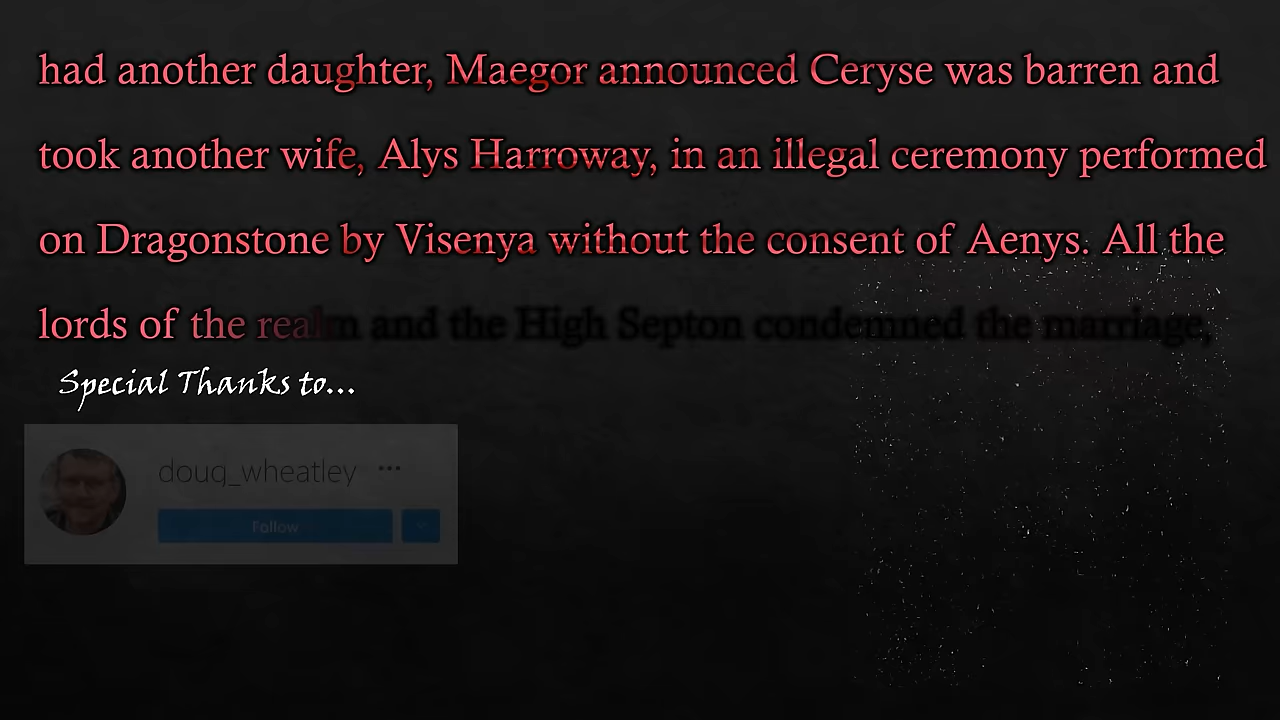 had another daughter, Maegor announced Ceryse was barren and
took another wife, Alys Harroway, in an illegal ceremony performed
on Dragonstone by Visenya without the consent of Aenys. All the
lords of the realm and the High Septon condemned the marriage,
Special Thanks to...
doug_wheatley ...
Follow